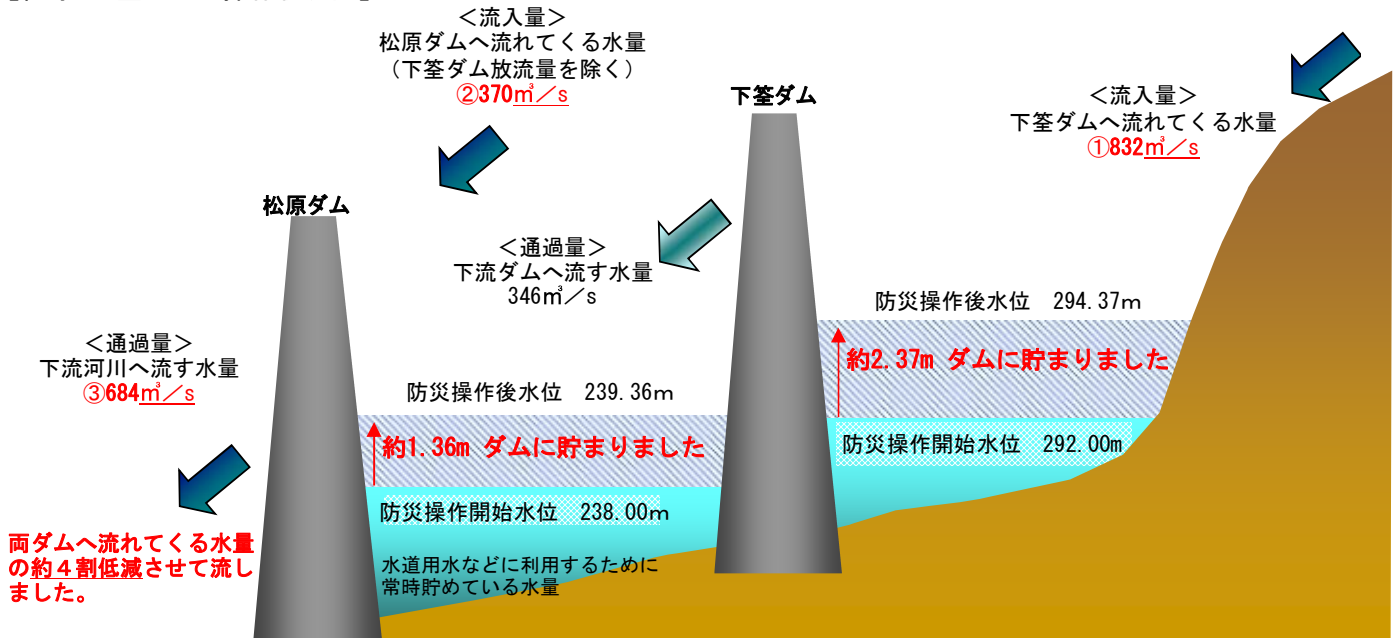 <流入量>
松原ダムへ流れてくる水量
（下筌ダム放流量を除く）
②370㎥／s
下筌ダム
<流入量>
下筌ダムへ流れてくる水量
①832㎥／s
松原ダム
<通過量>
下流ダムへ流す水量
346㎥／s
防災操作後水位 294.37m
約2.37m ダムに貯まりました
防災操作開始水位 292.00m
<通過量>
下流河川へ流す水量
③684㎥／s
防災操作後水位 239.36m
約1.36m ダムに貯まりました
防災操作開始水位 238.00m
水道用水などに利用するために
常時貯めている水量
両ダムへ流れてくる水量
の約４割低減させて流し
ました。